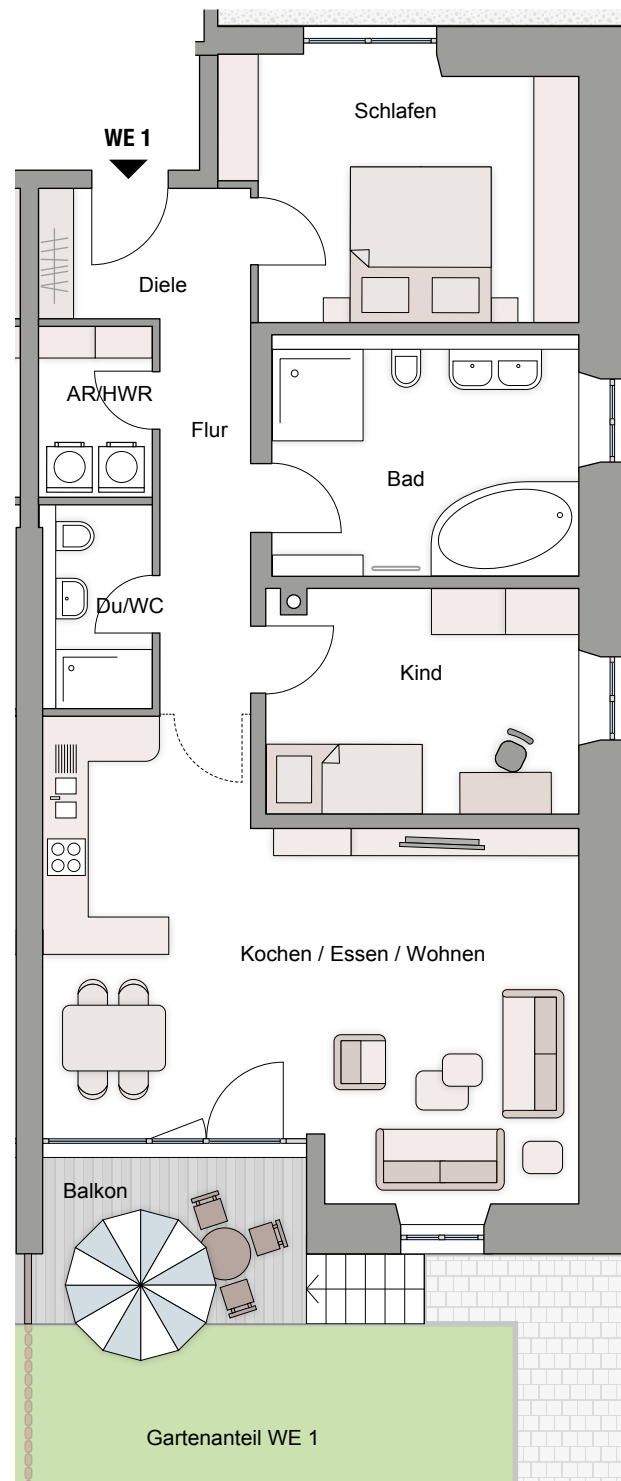 Schlafen
WE 1
Diele
AR/HWR
Flur
Bad
Du/WC
Kind
Kochen / Essen / Wohnen
Balkon
Gartenanteil WE 1